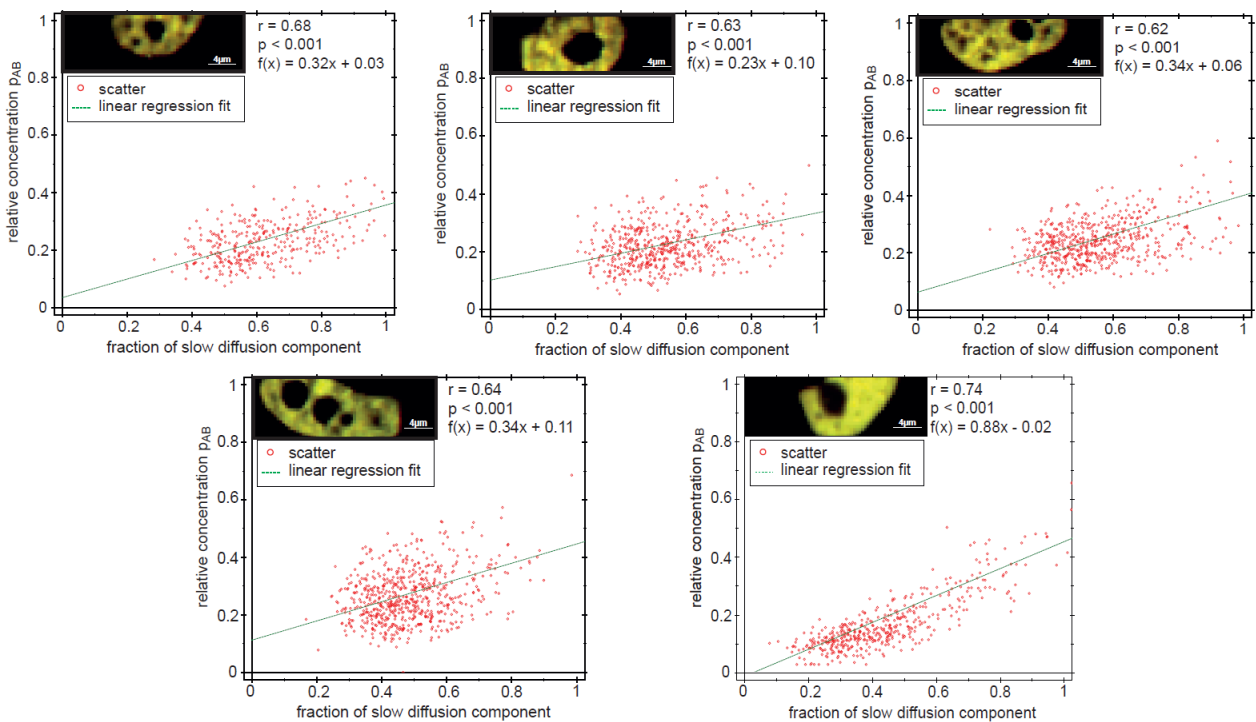 r = 0.68
p < 0.001
f(x) = 0.32x + 0.03
4µm
scatter
linear regression fit
relative concentration pAB
1
0.8
0.6
0.4
0.2
0
0 0.2 0.4 0.6 0.8 1
fraction of slow diffusion component
r = 0.63
p < 0.001
f(x) = 0.23x + 0.10
4µm
scatter
linear regression fit
relative concentration pAB
1
0.8
0.6
0.4
0.2
0
0 0.2 0.4 0.6 0.8 1
fraction of slow diffusion component
r = 0.62
p < 0.001
f(x) = 0.34x + 0.06
4µm
scatter
linear regression fit
relative concentration pAB
1
0.8
0.6
0.4
0.2
0
0 0.2 0.4 0.6 0.8 1
fraction of slow diffusion component
r = 0.64
p < 0.001
f(x) = 0.34x + 0.11
4µm
scatter
linear regression fit
relative concentration pAB
1
0.8
0.6
0.4
0.2
0
0 0.2 0.4 0.6 0.8 1
fraction of slow diffusion component
r = 0.74
p < 0.001
f(x) = 0.88x - 0.02
4µm
scatter
linear regression fit
relative concentration pAB
1
0.8
0.6
0.4
0.2
0
0 0.2 0.4 0.6 0.8 1
fraction of slow diffusion component